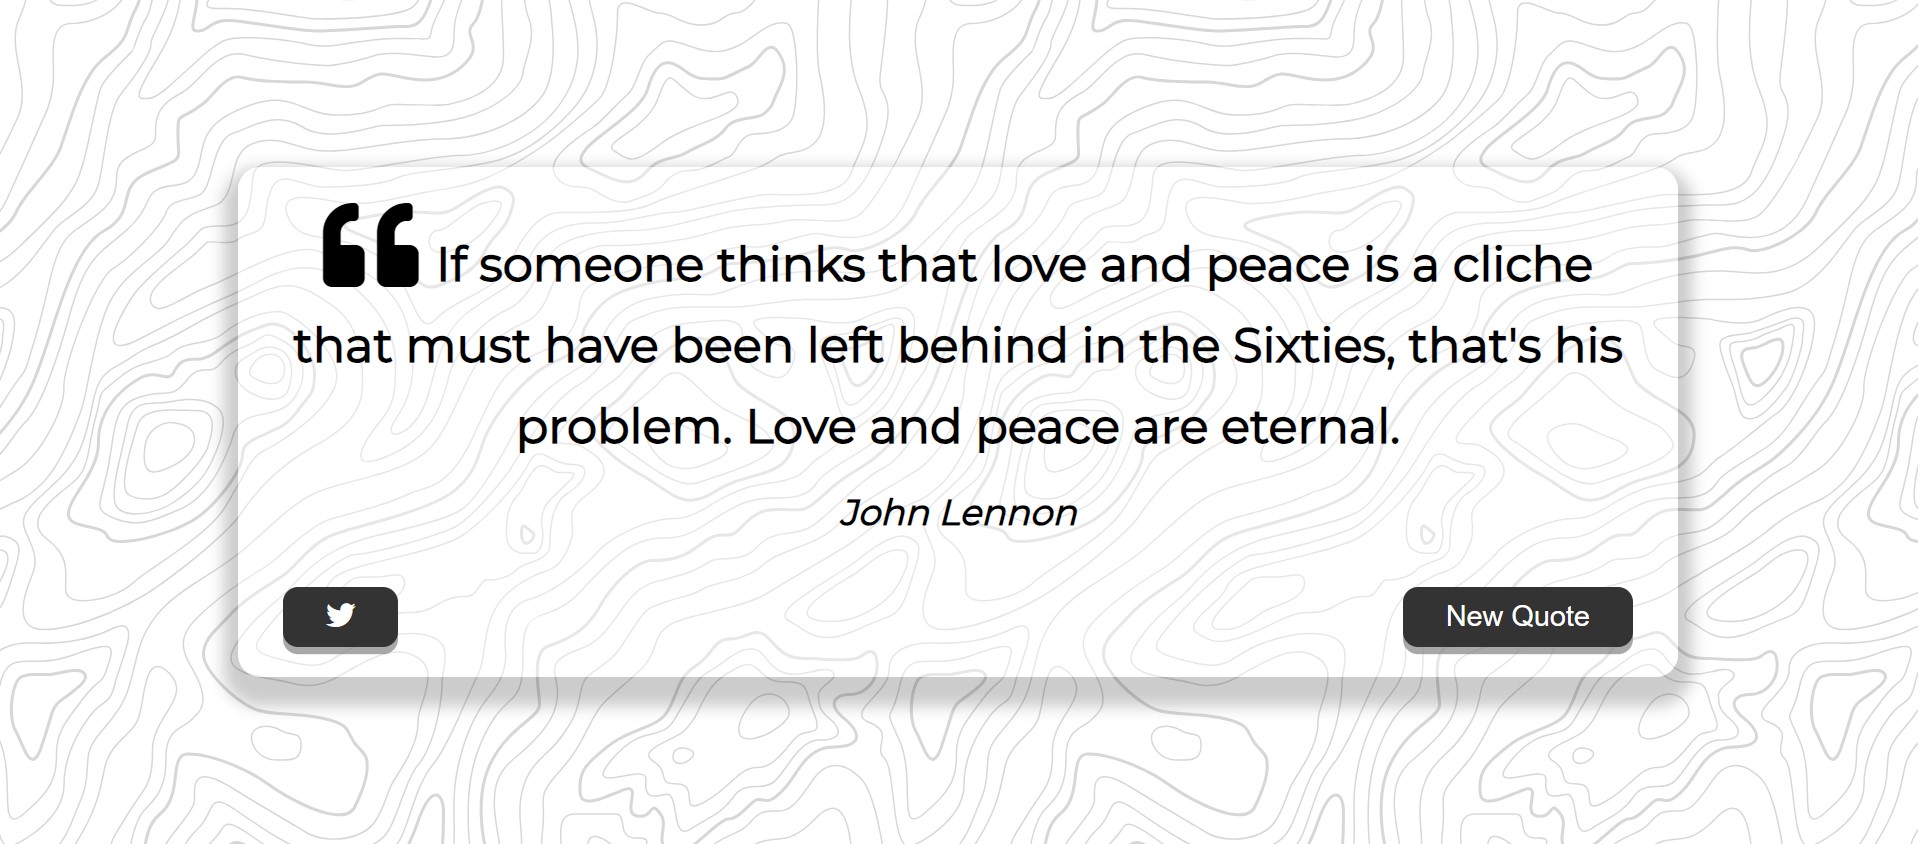 If someone thinks that love and peace is a cliche
that must have been left behind in the Sixties, that's his
problem. Love and peace are eternal.
John Lennon
New Quote